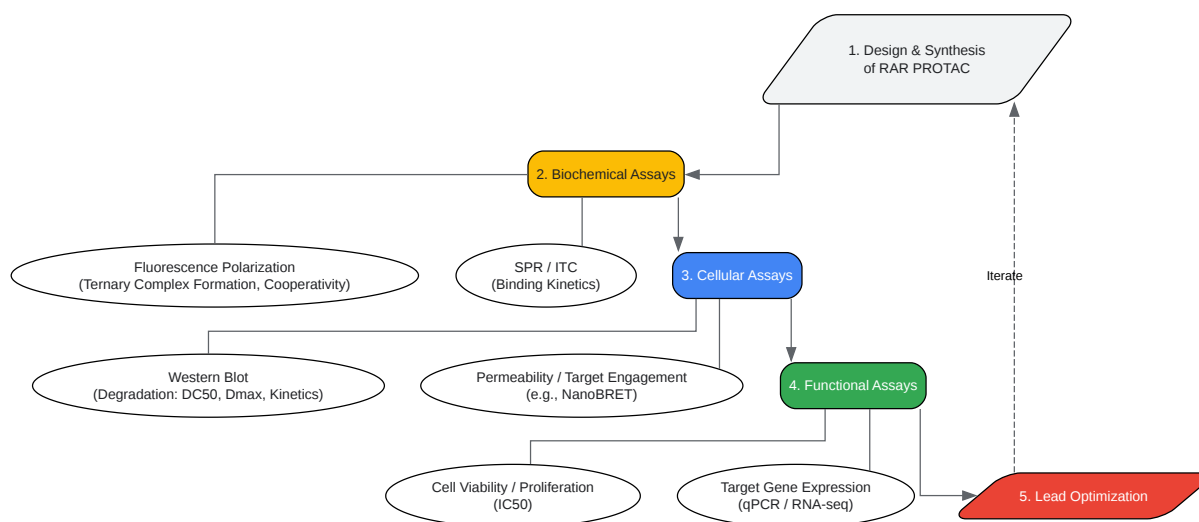 1. Design & Synthesis
of RAR PROTAC
2. Biochemical Assays
Fluorescence Polarization
(Ternary Complex Formation, Cooperativity)
SPR / ITC
(Binding Kinetics)
3. Cellular Assays
Iterate
Western Blot
(Degradation: DC50, Dmax, Kinetics)
Permeability / Target Engagement
(e.g., NanoBRET)
4. Functional Assays
Cell Viability / Proliferation
(IC50)
Target Gene Expression
(qPCR / RNA-seq)
5. Lead Optimization